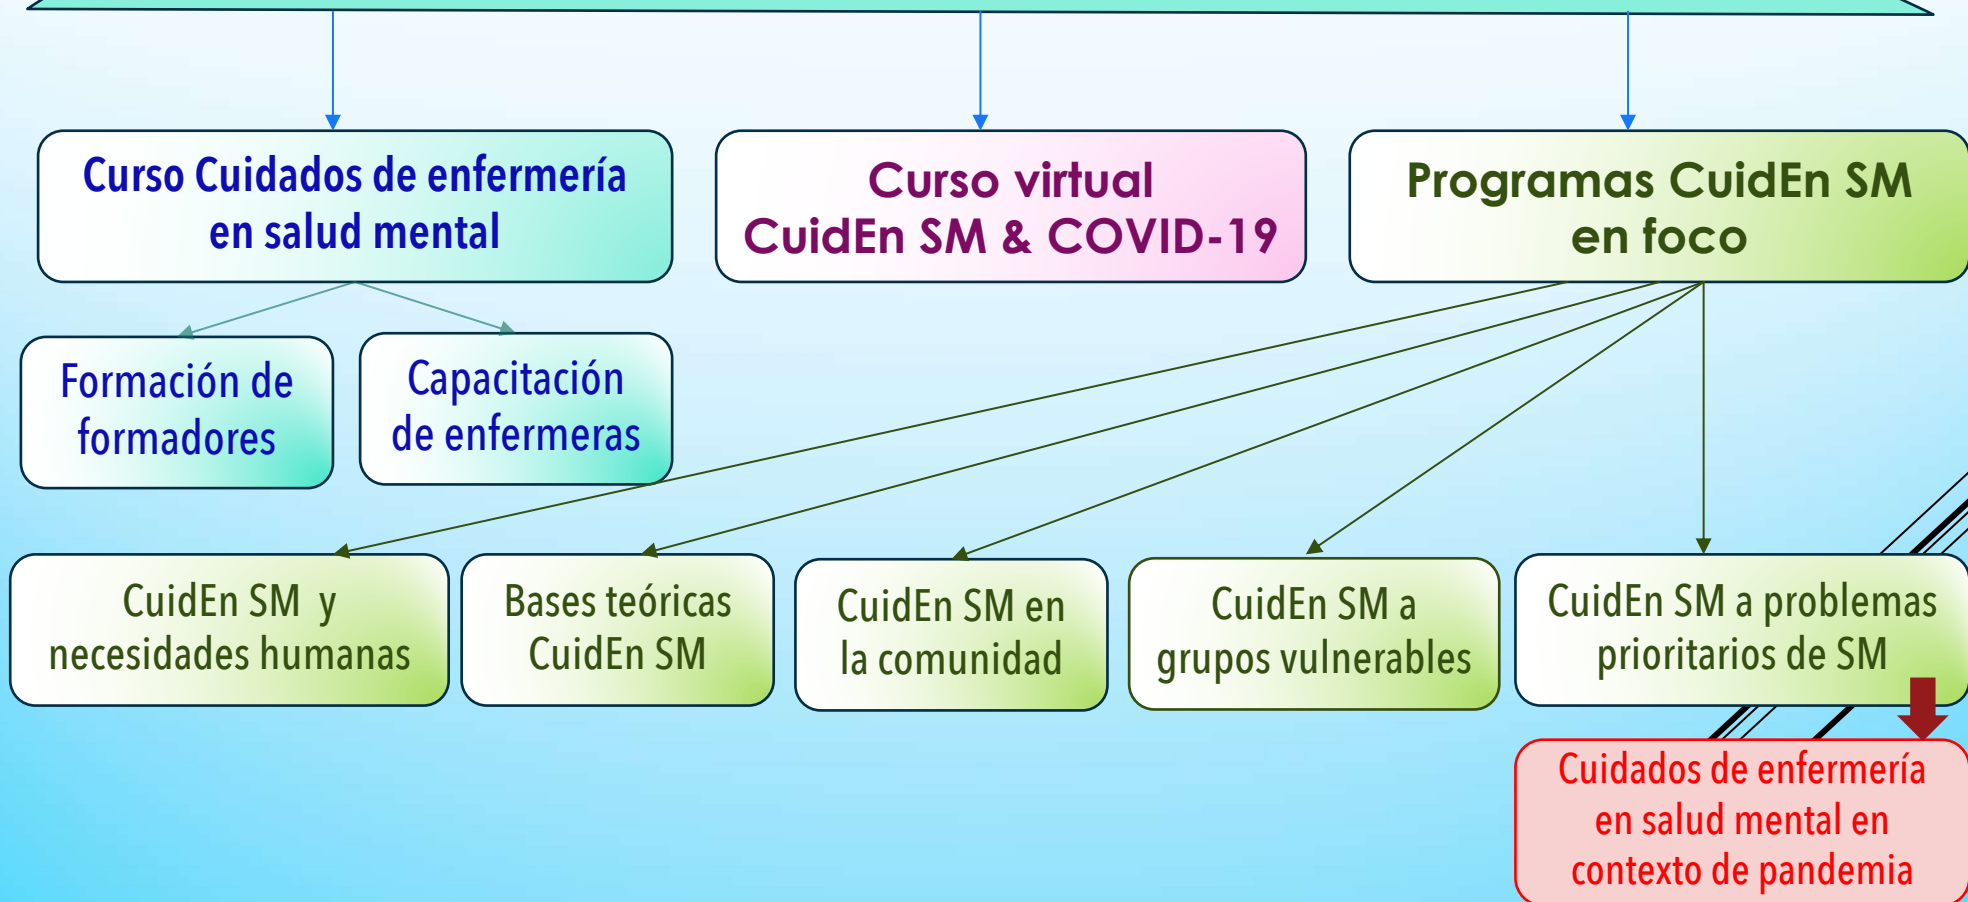 Curso Cuidados de enfermería
en salud mental
Curso virtual
CuidEn SM & COVID-19
Programas CuidEn SM
en foco
Formación de
formadores
Capacitación
de enfermeras
CuidEn SM y
necesidades humanas
Bases teóricas
CuidEn SM
CuidEn SM en
la comunidad
CuidEn SM a
grupos vulnerables
CuidEn SM a problemas
prioritarios de SM
Cuidados de enfermería
en salud mental en
contexto de pandemia